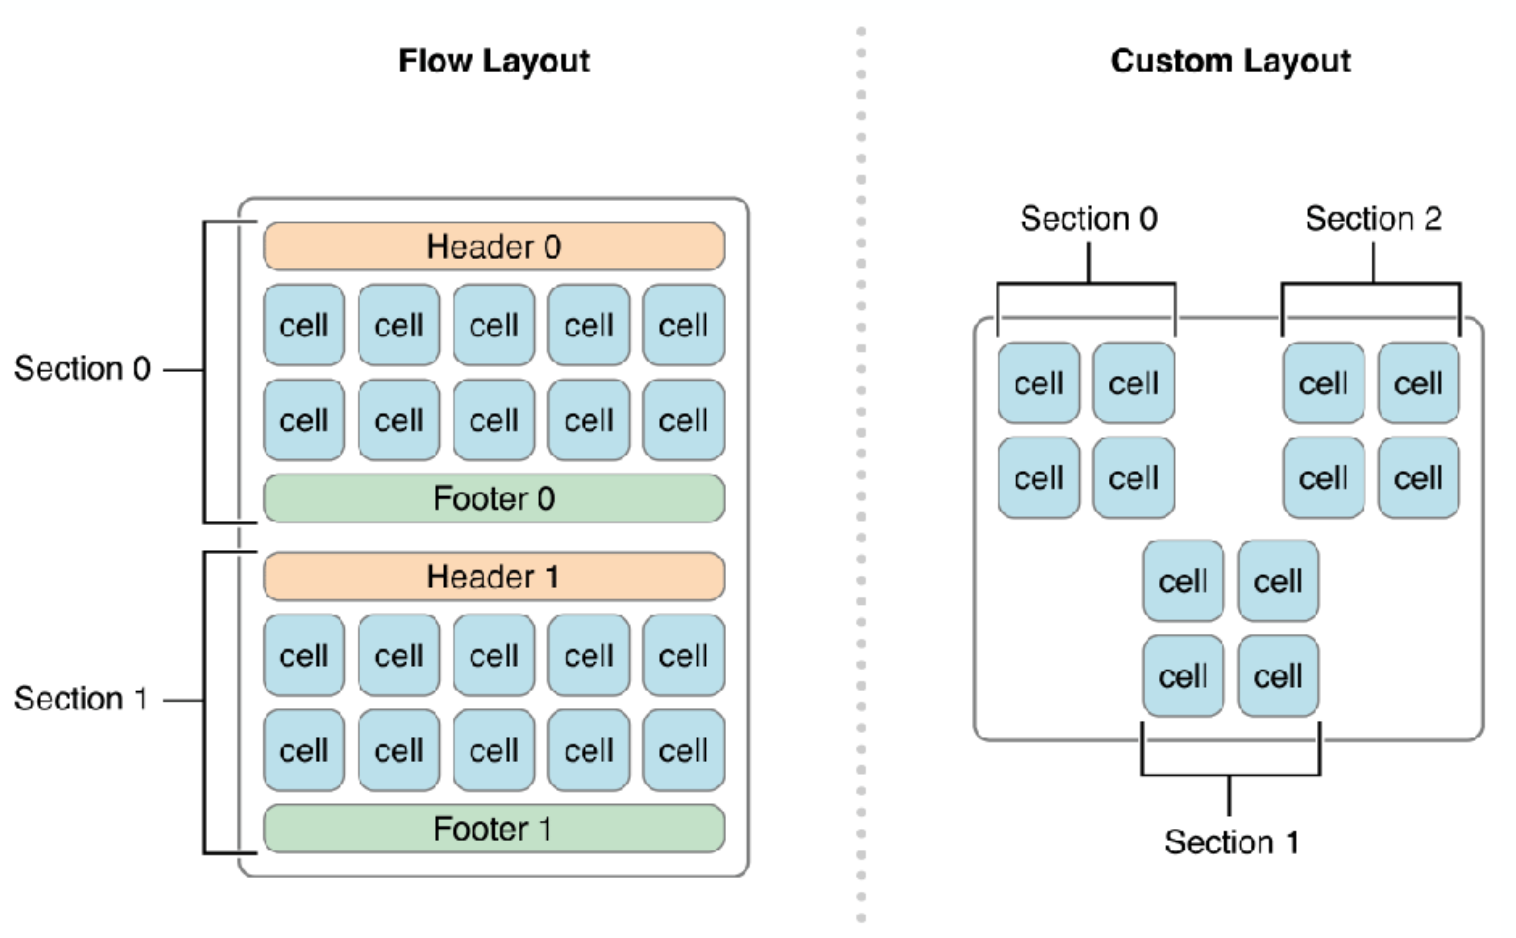 Flow Layout
Section 0
Header 0
cell cell cell cell cell
cell cell cell cell cell
Footer 0
Section 1
Header 1
cell cell cell cell cell
cell cell cell cell cell
Footer 1
Custom Layout
Section 0 Section 2
cell cell cell cell
cell cell cell cell
cell cell
cell cell
Section 1